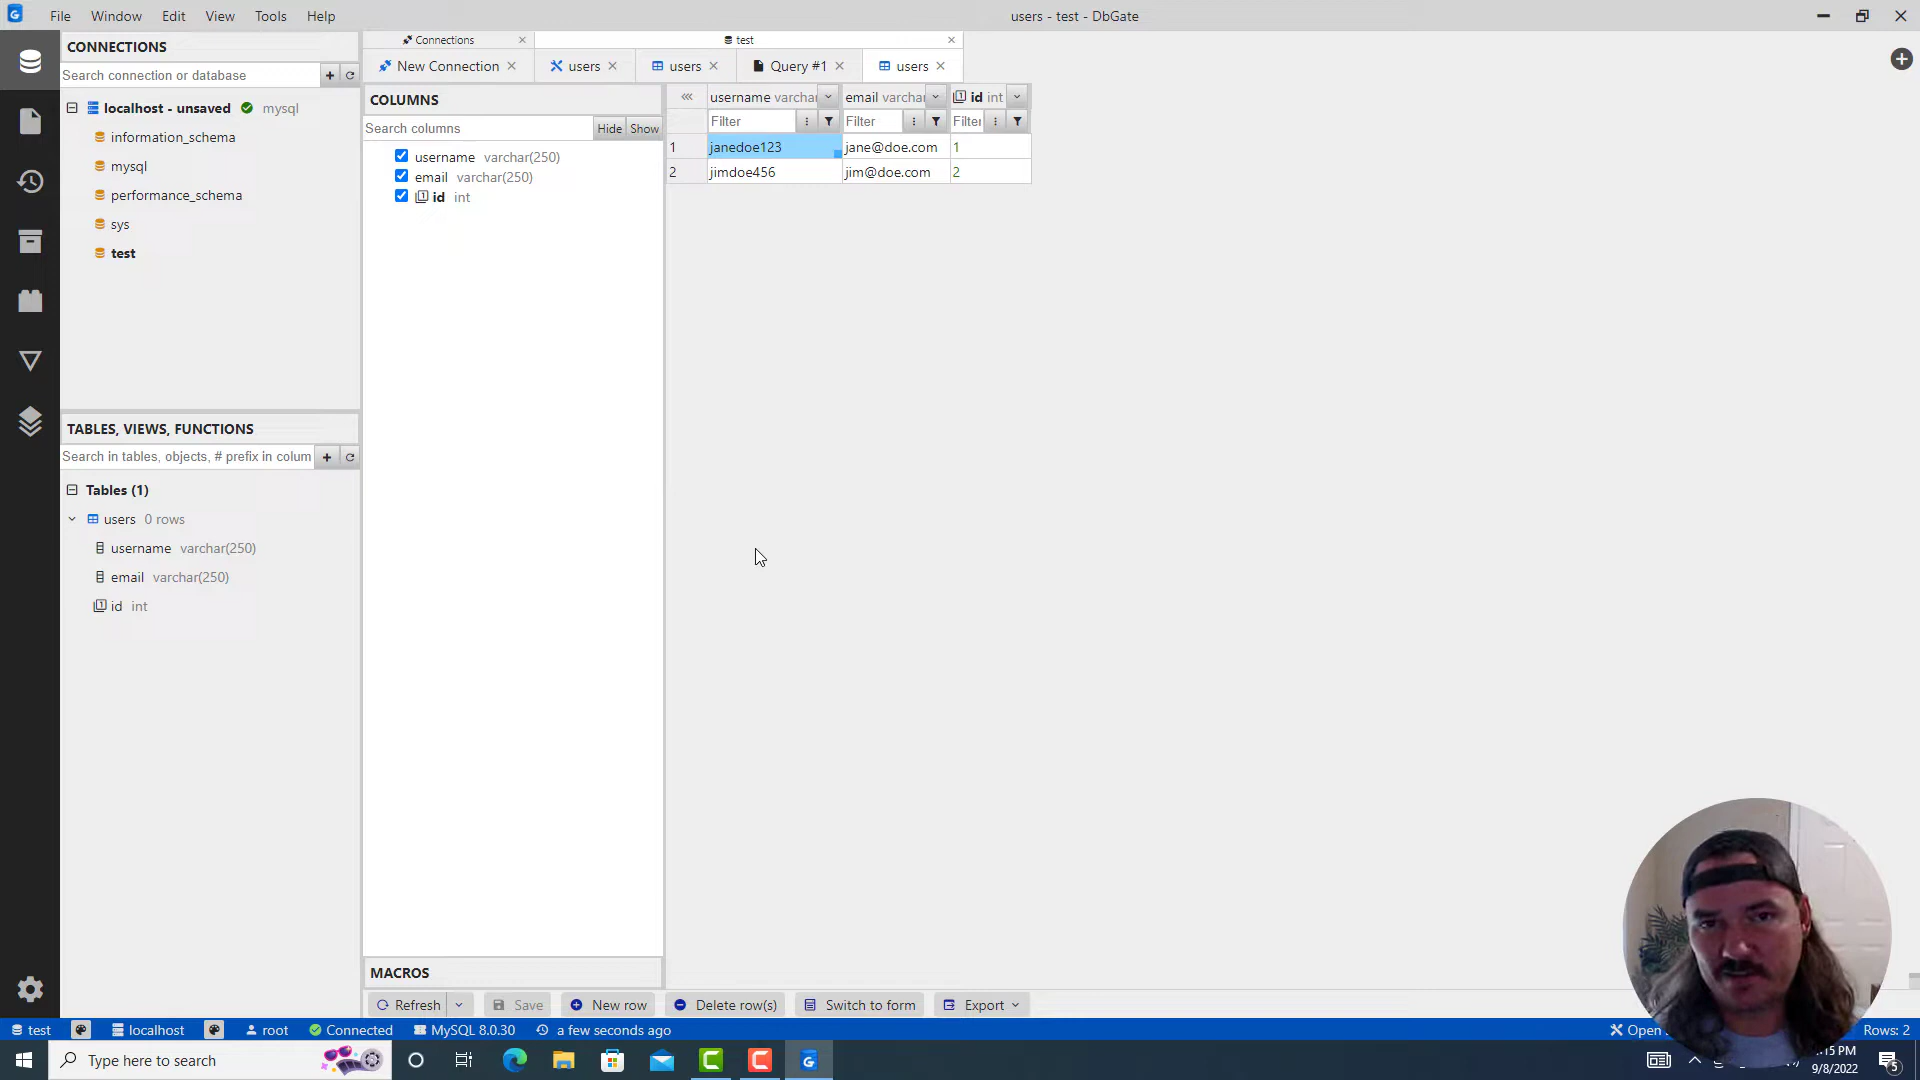 File Window Edit View Tools Help
users - test - DbGate
CONNECTIONS
Search connection or database
localhost - unsaved mysql
information_schema
mysql
performance_schema
sys
test
TABLES, VIEWS, FUNCTIONS
Search in tables, objects, # prefix in colum
Tables (1)
users 0 rows
username varchar(250)
email varchar(250)
id int
Connections
test
New Connection
users
users
Query #1
users
COLUMNS
Search columns
Hide Show
username varchar(250)
email varchar(250)
id int
MACROS
username varcha email varcha id int
Filter Filter Filter
1 janedoe123 jane@doe.com 1
2 jimdoe456 jim@doe.com 2
Refresh Save New row Delete row(s) Switch to form Export
test localhost root Connected MySQL 8.0.30 a few seconds ago Open Rows: 2
Type here to search
:15 PM
9/8/2022
5